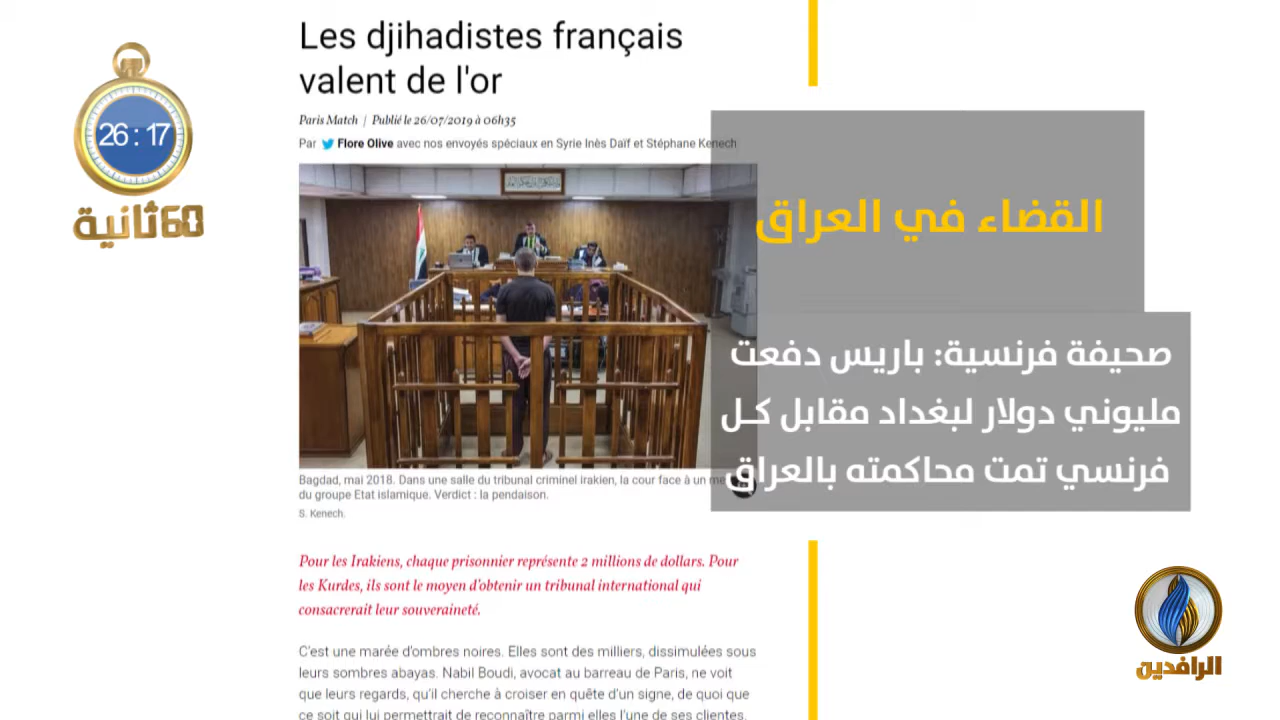 Les djihadistes français
valent de l'or
Paris Match | Publié le 26/07/2019 à 06h35
Par Flore Olive avec nos envoyés spéciaux en Syrie Inès Daïf et Stéphane Kenech
26 : 17
60ثانية
القضاء في العراق
صحيفة فرنسية: باريس دفعت
مليوني دولار لبغداد مقابل كـل
فرنسي تمت محاكمته بالعراق
Bagdad, mai 2018. Dans une salle du tribunal criminel irakien, la cour face à un
du groupe Etat islamique. Verdict : la pendaison.
S. Kenech.
Pour les Irakiens, chaque prisonnier représente 2 millions de dollars. Pour
les Kurdes, ils sont le moyen d'obtenir un tribunal international qui
consacrerait leur souveraineté.
C'est une marée d'ombres noires. Elles sont des milliers, dissimulées sous
leurs sombres abayas. Nabil Boudi, avocat au barreau de Paris, ne voit
que leurs regards, qu'il cherche à croiser en quête d'un signe, de quoi que
ce soit qui lui permettrait de reconnaître parmi elles l'une de ses clientes.
الرافدين